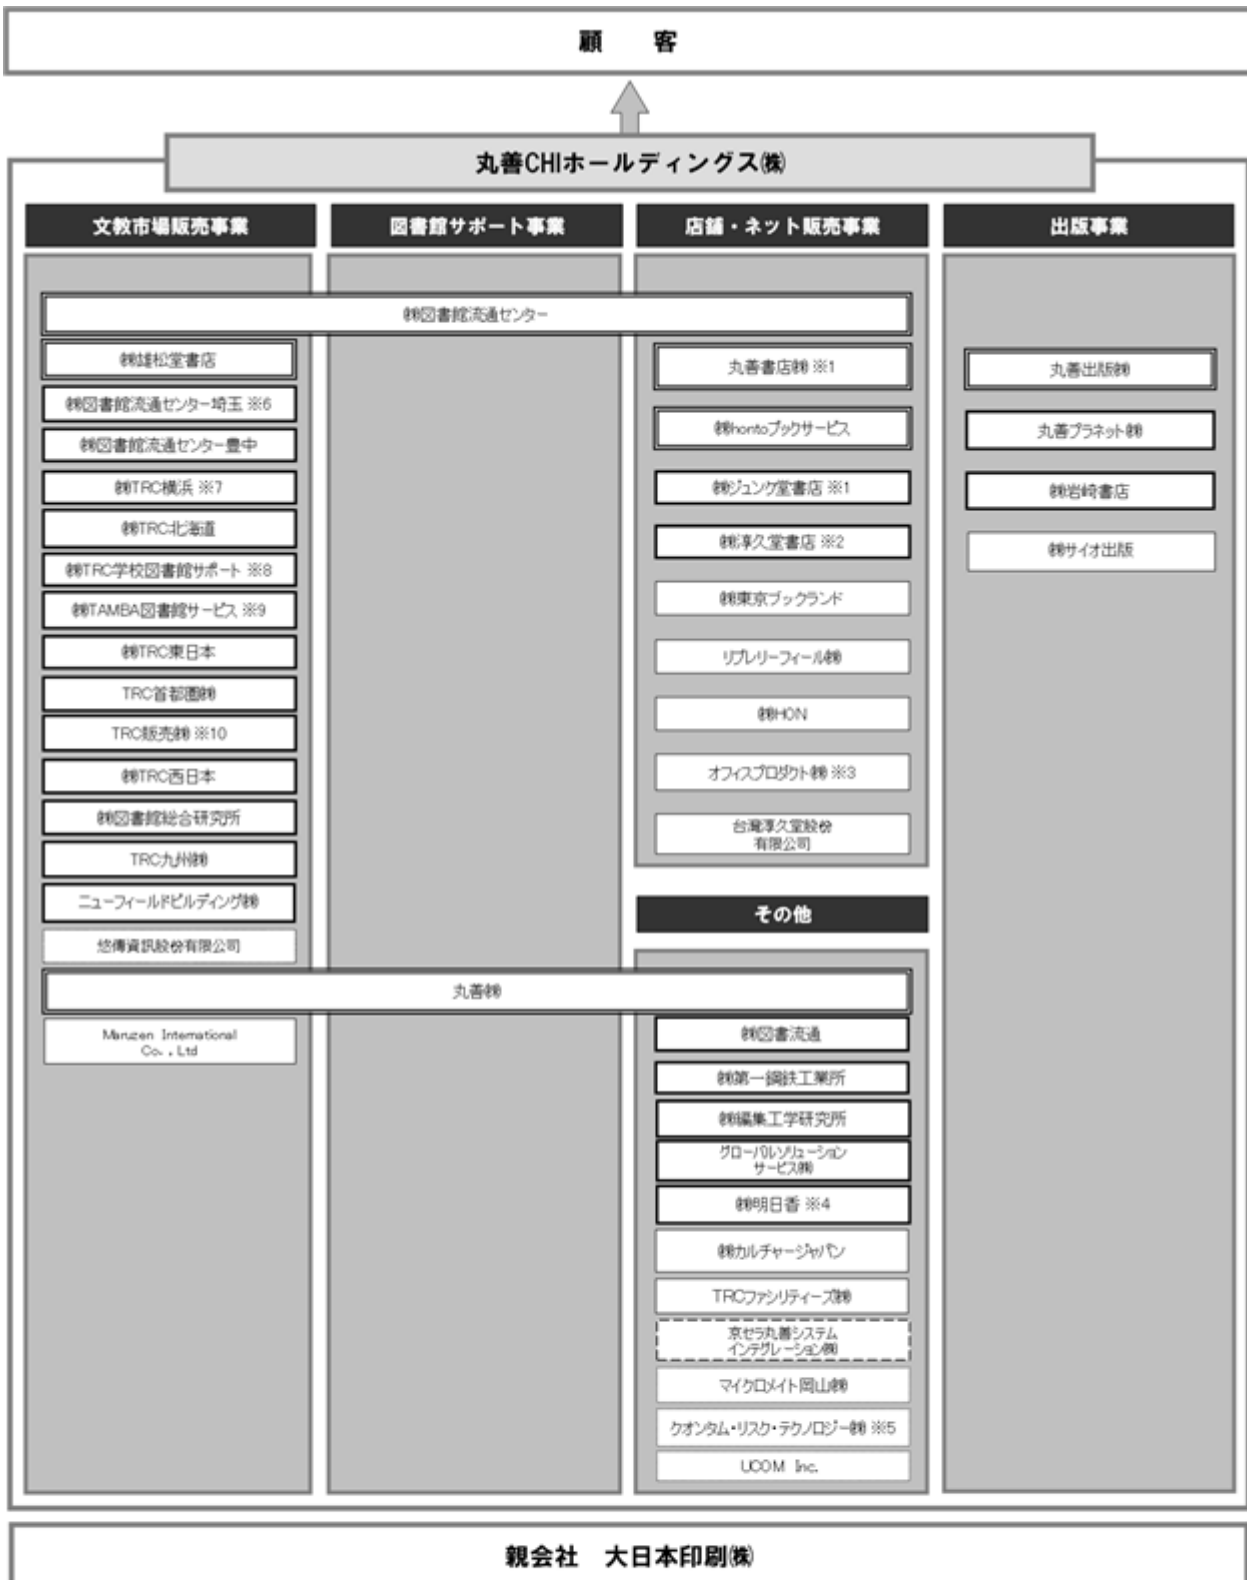 顧　客
丸善CHIホールディングス㈱
文教市場販売事業
図書館サポート事業
店舗・ネット販売事業
出版事業
㈱図書館流通センター
㈱雄松堂書店
㈱図書館流通センター埼玉 ※6
㈱図書館流通センター豊中
㈱TRC横浜 ※7
㈱TRC北海道
㈱TRC学校図書館サポート ※8
㈱TAMBA図書館サービス ※9
㈱TRC東日本
TRC首都圏㈱
TRC販売㈱ ※10
㈱TRC西日本
㈱図書館総合研究所
TRC九州㈱
ニューフィールドビルディング㈱
悠傳資訊股份有限公司
丸善書店㈱ ※1
㈱hontoブックサービス
㈱ジュンク堂書店 ※1
㈱淳久堂書店 ※2
㈱東京ブックランド
リブレリーフィール㈱
㈱HON
オフィスプロダクト㈱ ※3
台灣淳久堂股份
有限公司
丸善出版㈱
丸善プラネット㈱
㈱岩崎書店
㈱サイオ出版
その他
丸善㈱
Maruzen International
Co.,Ltd
㈱図書流通
㈱第一鋼鉄工業所
㈱編集工学研究所
グローバルソリューション
サービス㈱
㈱明日香 ※4
㈱カルチャージャパン
TRCファシリティーズ㈱
京セラ丸善システム
インテグレーション㈱
マイクロメイト岡山㈱
クオンタム・リスク・テクノロジー㈱ ※5
UCOM Inc.
親会社　大日本印刷㈱